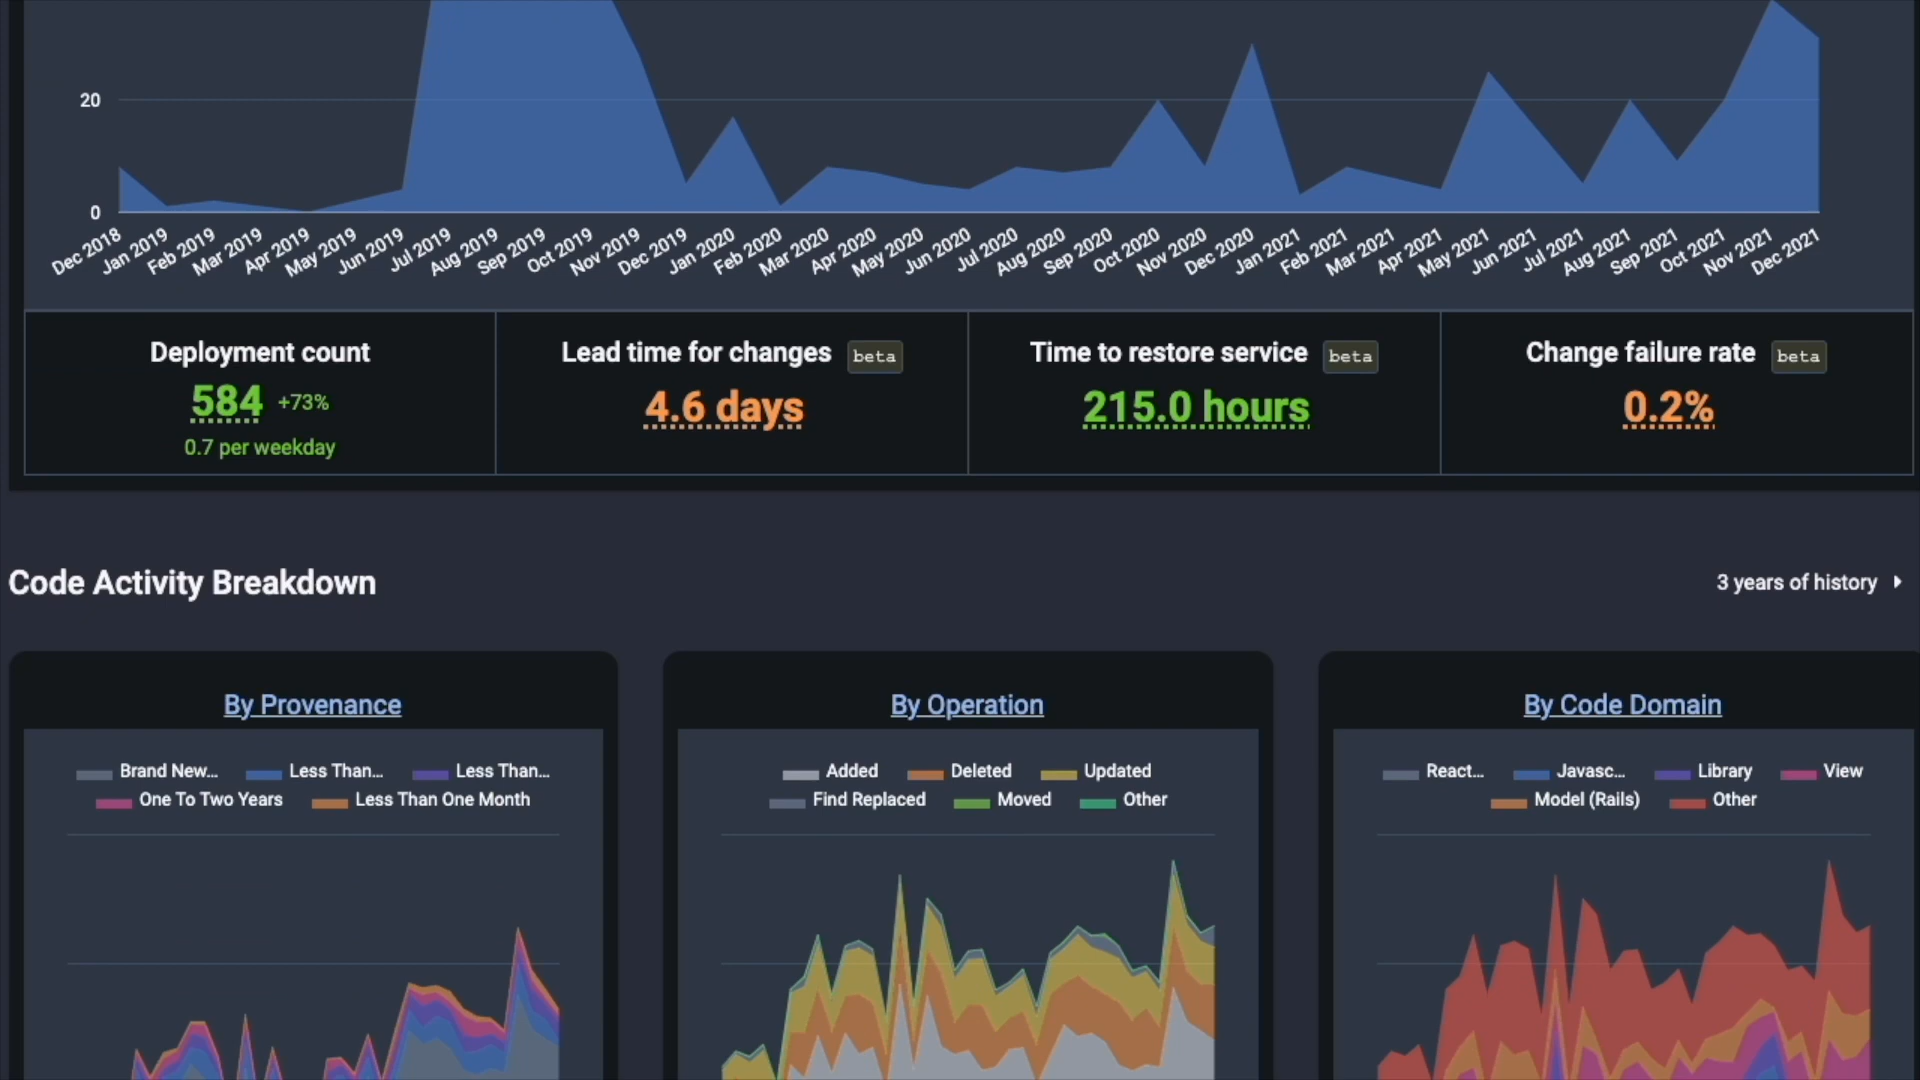 20
0
Dec 2018 Jan 2019 Feb 2019 Mar 2019 Apr 2019 May 2019 Jun 2019 Jul 2019 Aug 2019 Sep 2019 Oct 2019 Nov 2019 Dec 2019 Jan 2020 Feb 2020 Mar 2020 Apr 2020 May 2020 Jun 2020 Jul 2020 Aug 2020 Sep 2020 Oct 2020 Nov 2020 Dec 2020 Jan 2021 Feb 2021 Mar 2021 Apr 2021 May 2021 Jun 2021 Jul 2021 Aug 2021 Sep 2021 Oct 2021 Nov 2021 Dec 2021
Deployment count
584 +73%
0.7 per weekday
Lead time for changes beta
4.6 days
Time to restore service beta
215.0 hours
Change failure rate beta
0.2%
Code Activity Breakdown
3 years of history
By Provenance
Brand New... Less Than... Less Than...
One To Two Years Less Than One Month
By Operation
Added Deleted Updated
Find Replaced Moved Other
By Code Domain
React... Javasc... Library View
Model (Rails) Other